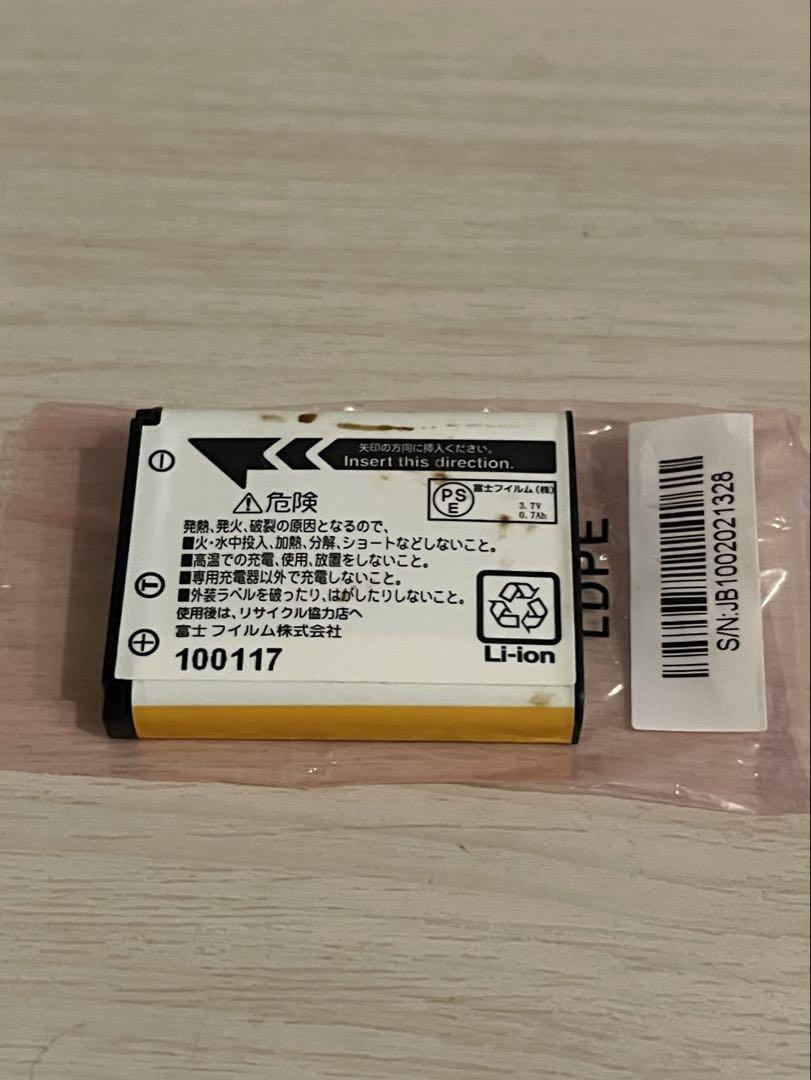 矢印の方向に挿入ください。
Insert this direction.
危険
PS
E
富士フイルム(株)
3.7V
0.7Ah
発熱、発火、破裂の原因となるので、
■火・水中投入、加熱、分解、ショートなどしないこと。
■高温での充電、使用、放置をしないこと。
■専用充電器以外で充電しないこと。
■外装ラベルを破ったり、はがしたりしないこと。
使用後は、リサイクル協力店へ
富士フイルム株式会社
100117
Li-ion
T
LDPE
S/N:JB1002021328